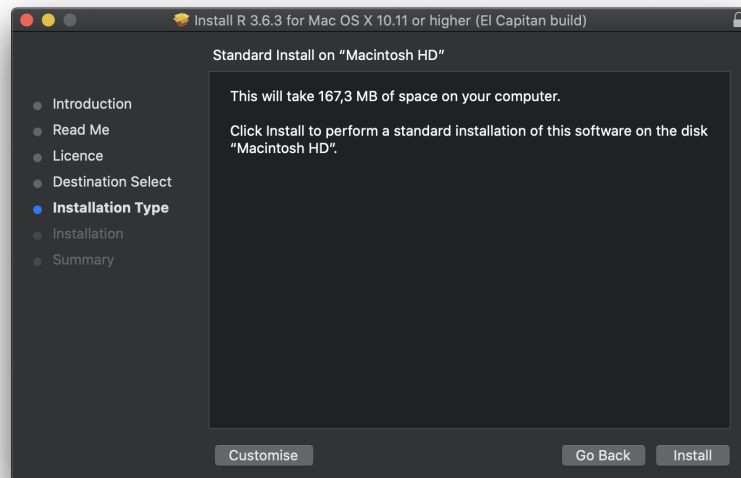 Install R 3.6.3 for Mac OS X 10.11 or higher (El Capitan build)
Standard Install on “Macintosh HD”
Introduction
Read Me
Licence
Destination Select
Installation Type
Installation
Summary
This will take 167,3 MB of space on your computer.
Click Install to perform a standard installation of this software on the disk
“Macintosh HD”.
Customise
Go Back
Install